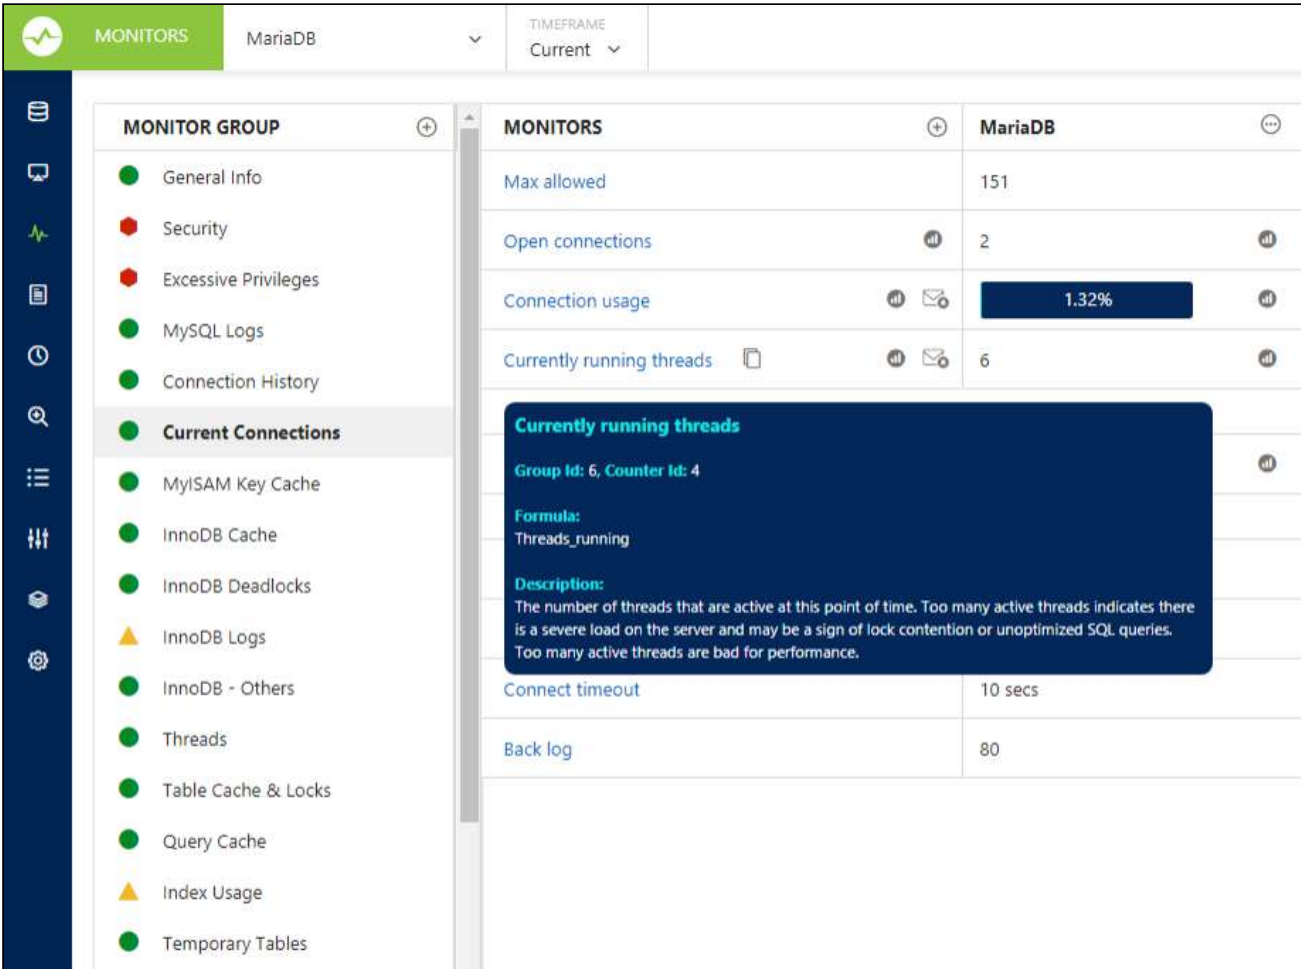 MONITORS
MariaDB
TIMEFRAME
Current
MONITOR GROUP
General Info
Security
Excessive Privileges
MySQL Logs
Connection History
Current Connections
MyISAM Key Cache
InnoDB Cache
InnoDB Deadlocks
InnoDB Logs
InnoDB - Others
Threads
Table Cache & Locks
Query Cache
Index Usage
Temporary Tables
MONITORS
MariaDB
Max allowed
151
Open connections
2
Connection usage
1.32%
Currently running threads
6
Currently running threads
Group Id: 6, Counter Id: 4
Formula:
Threads_running
Description:
The number of threads that are active at this point of time. Too many active threads indicates there
is a severe load on the server and may be a sign of lock contention or unoptimized SQL queries.
Too many active threads are bad for performance.
Connect timeout
10 secs
Back log
80